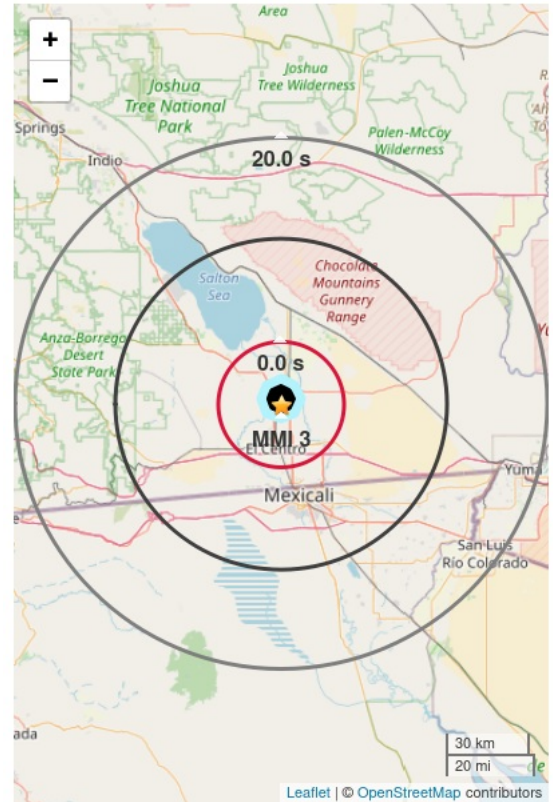 +
−
Area
Joshua
Tree National
Park
Joshua
Tree Wilderness
Springs
Indio
Palen-McCoy
Wilderness
20.0 s
Salton
Sea
Chocolate
Mountains
Gunnery
Range
Anza-Borrego
Desert
State Park
0.0 s
MMI 3
El Centro
Mexicali
Yuma
San Luis
Río Colorado
ada
30 km
20 mi
de
Leaflet | © OpenStreetMap contributors